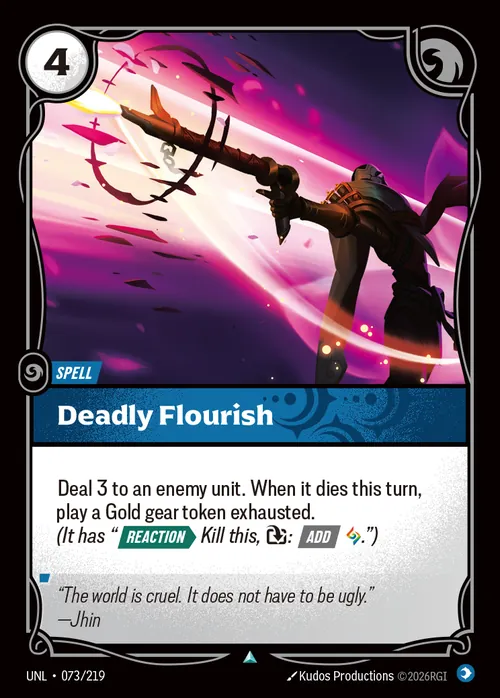 4
SPELL
Deadly Flourish
Deal 3 to an enemy unit. When it dies this turn,
play a Gold gear token exhausted.
(It has “ REACTION Kill this, : ADD .”)
“The world is cruel. It does not have to be ugly.”
—Jhin
UNL • 073/219
Kudos Productions ©2026RGI